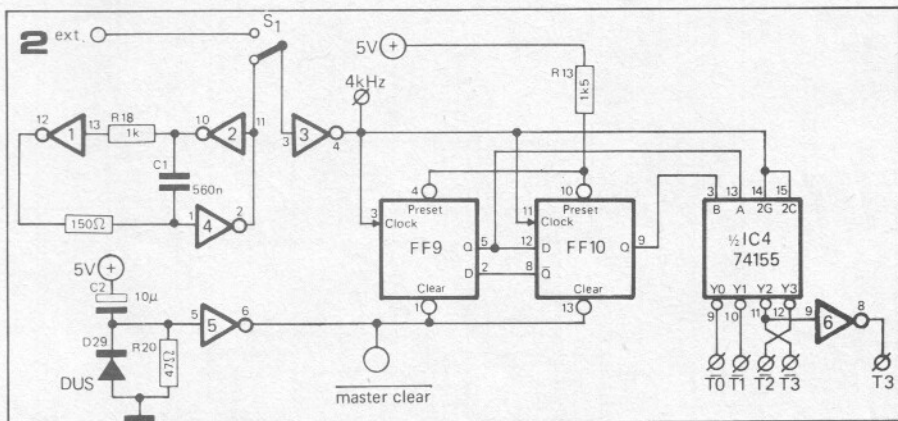 2
ext.
S1
5V
R13
1k5
4kHz
12
1
13
R18
1k
10
2
11
3
3
4
C1
560n
150Ω
1
4
2
4
Preset
3
Clock
FF9
Q
5
D
2
Clear
1
10
Preset
11
Clock
12
D
FF10
Q
9
8
Q̅
Clear
13
3
13
14
15
B
A
2G
2C
½IC4
74155
Y0
Y1
Y2
Y3
9
10
11
12
9
6
8
T̅0̅
T̅1̅
T̅2̅
T̅3̅
T3
5V
C2
10µ
5
5
6
D29
DUS
R20
47Ω
master clear